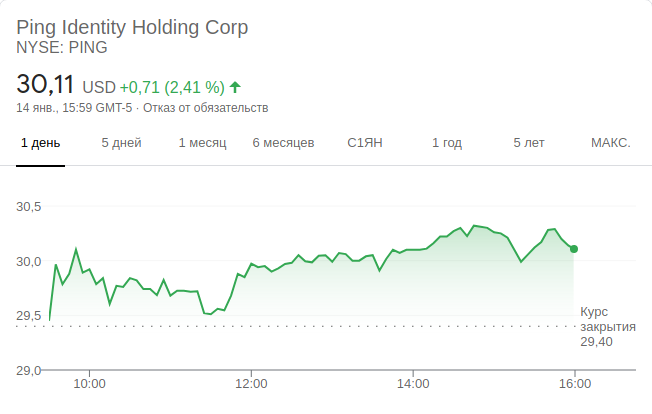 Ping Identity Holding Corp
NYSE: PING
30,11 USD +0,71 (2,41 %)
14 янв., 15:59 GMT-5 · Отказ от обязательств
1 день 5 дней 1 месяц 6 месяцев С1ЯН 1 год 5 лет МАКС.
30,5
30,0
29,5
Курс
закрытия
29,40
29,0
10:00 12:00 14:00 16:00